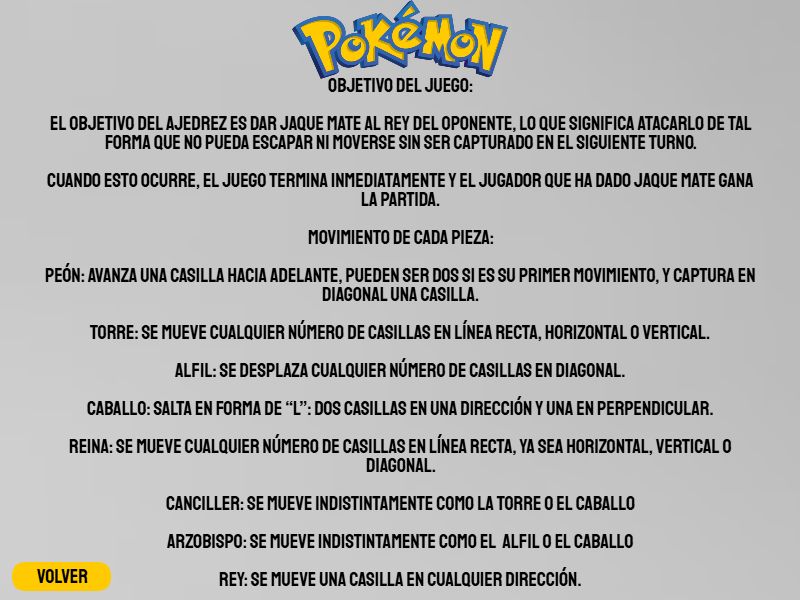 POKéMON
OBJETIVO DEL JUEGO:
EL OBJETIVO DEL AJEDREZ ES DAR JAQUE MATE AL REY DEL OPONENTE, LO QUE SIGNIFICA ATACARLO DE TAL
FORMA QUE NO PUEDA ESCAPAR NI MOVERSE SIN SER CAPTURADO EN EL SIGUIENTE TURNO.
CUANDO ESTO OCURRE, EL JUEGO TERMINA INMEDIATAMENTE Y EL JUGADOR QUE HA DADO JAQUE MATE GANA
LA PARTIDA.
MOVIMIENTO DE CADA PIEZA:
PEÓN: AVANZA UNA CASILLA HACIA ADELANTE, PUEDEN SER DOS SI ES SU PRIMER MOVIMIENTO, Y CAPTURA EN
DIAGONAL UNA CASILLA.
TORRE: SE MUEVE CUALQUIER NÚMERO DE CASILLAS EN LÍNEA RECTA, HORIZONTAL O VERTICAL.
ALFIL: SE DESPLAZA CUALQUIER NÚMERO DE CASILLAS EN DIAGONAL.
CABALLO: SALTA EN FORMA DE “L”: DOS CASILLAS EN UNA DIRECCIÓN Y UNA EN PERPENDICULAR.
REINA: SE MUEVE CUALQUIER NÚMERO DE CASILLAS EN LÍNEA RECTA, YA SEA HORIZONTAL, VERTICAL O
DIAGONAL.
CANCILLER: SE MUEVE INDISTINTAMENTE COMO LA TORRE O EL CABALLO
ARZOBISPO: SE MUEVE INDISTINTAMENTE COMO EL ALFIL O EL CABALLO
REY: SE MUEVE UNA CASILLA EN CUALQUIER DIRECCIÓN.
VOLVER